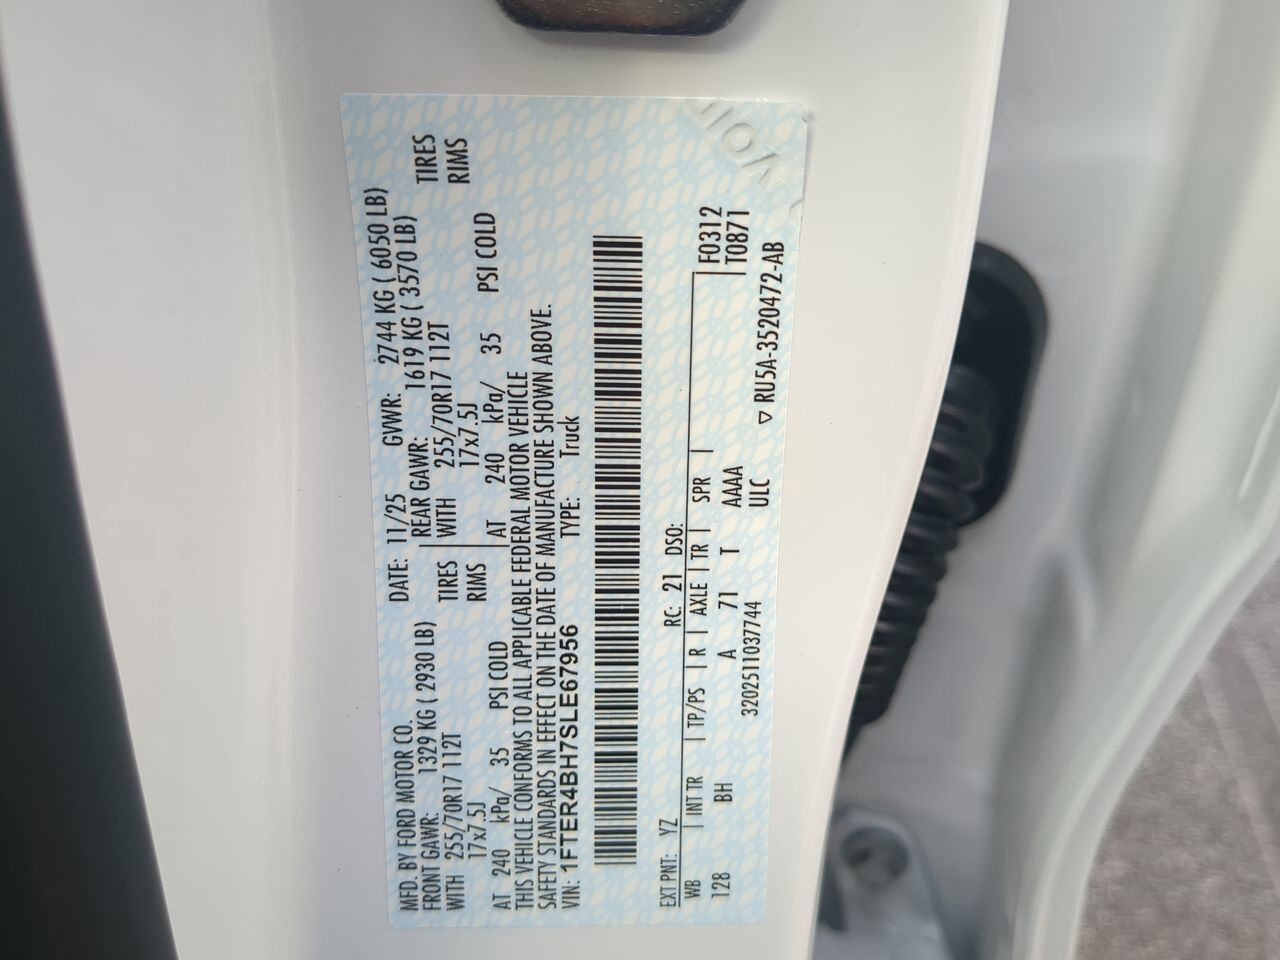 MFD. BY FORD MOTOR CO. DATE: 11/25 GVWR: 2744 KG ( 6050 LB)
FRONT GAWR: 1329 KG ( 2930 LB) REAR GAWR: 1619 KG ( 3570 LB)
WITH 255/70R17 112T TIRES WITH 255/70R17 112T TIRES
17x7.5J RIMS 17x7.5J RIMS
AT 240 kPa/ 35 PSI COLD AT 240 kPa/ 35 PSI COLD
THIS VEHICLE CONFORMS TO ALL APPLICABLE FEDERAL MOTOR VEHICLE
SAFETY STANDARDS IN EFFECT ON THE DATE OF MANUFACTURE SHOWN ABOVE.
VIN: 1FTER4BH7SLE67956 TYPE: Truck
EXT PNT: YZ RC: 21 DSO:
WB INT TR TP/PS R AXLE TR SPR F0312
128 BH A 71 T AAAA T0871
3202511037744 ULC
▽ RU5A-3520472-AB